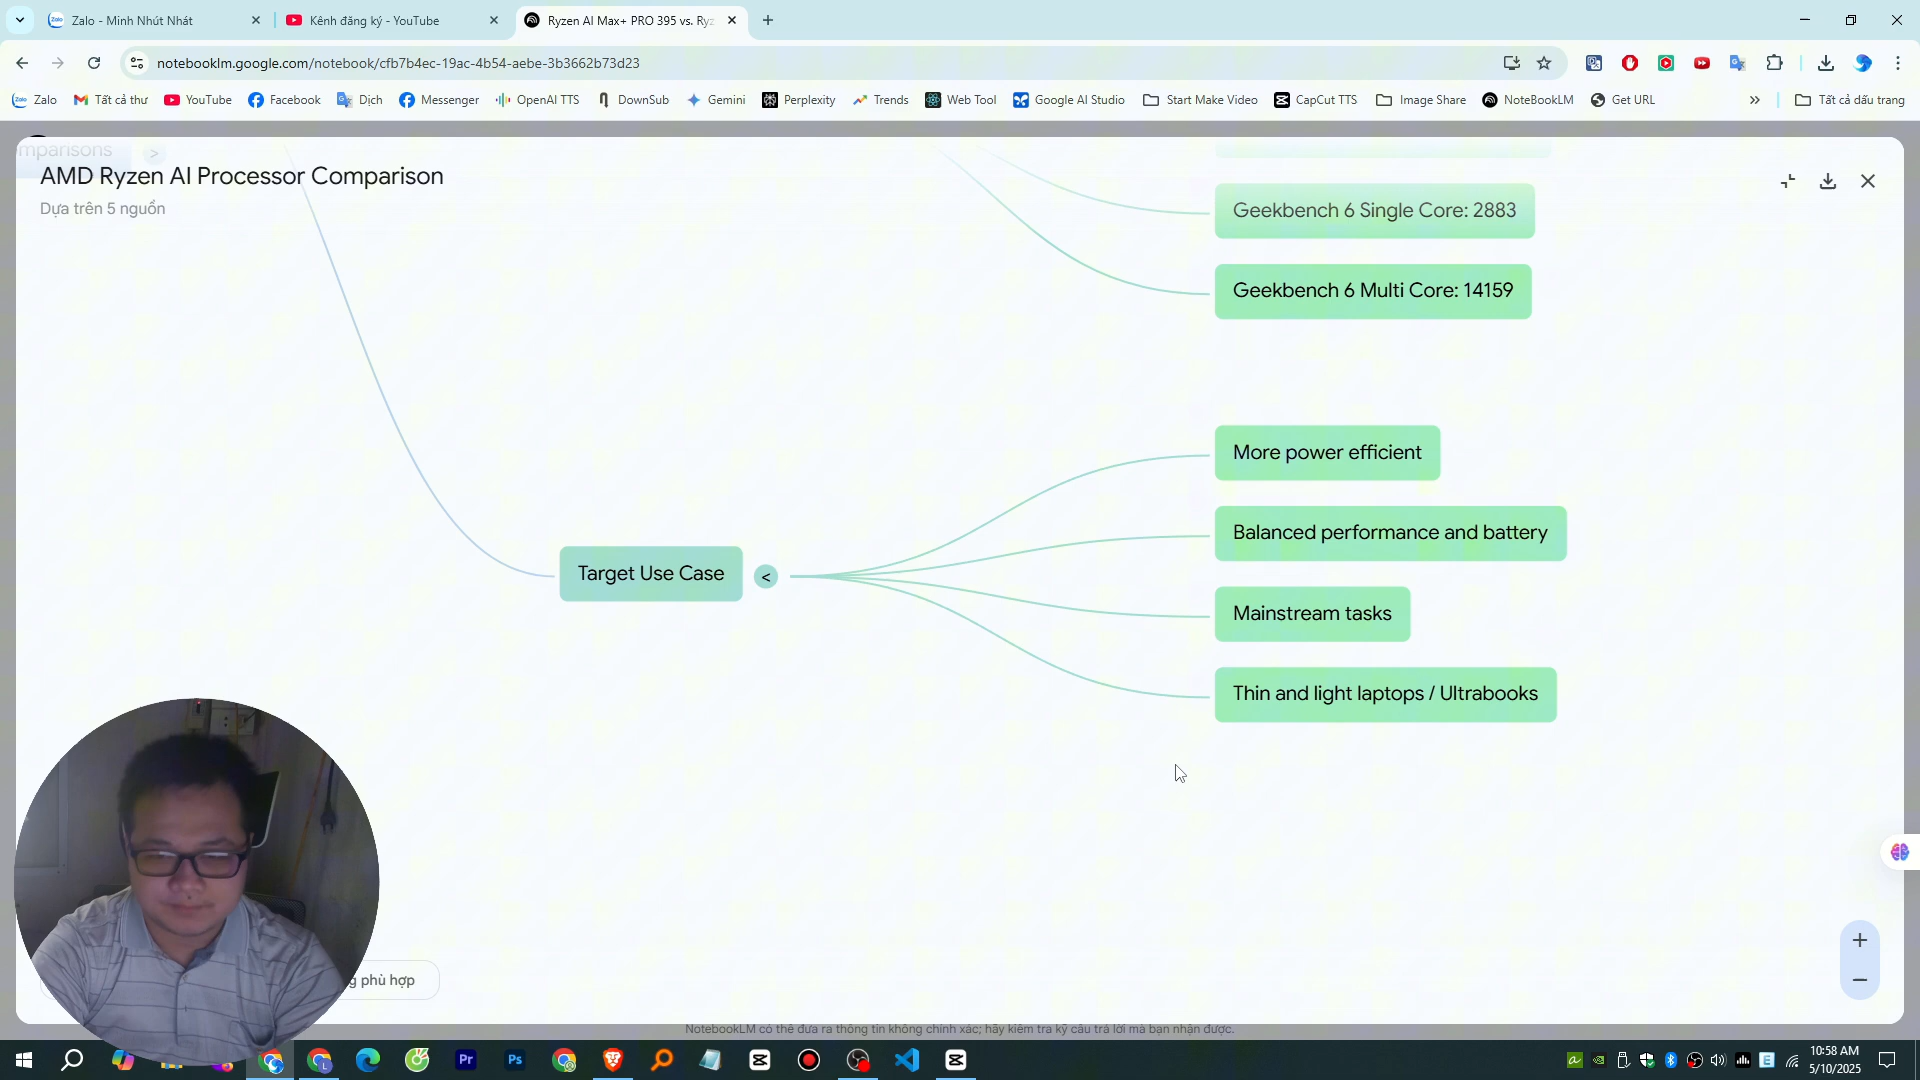 Zalo - Minh Nhút Nhát
Kênh đăng ký - YouTube
Ryzen AI Max+ PRO 395 vs. Ryz
notebooklm.google.com/notebook/cfb7b4ec-19ac-4b54-aebe-3b3662b73d23
Zalo
Tất cả thư
YouTube
Facebook
Dịch
Messenger
OpenAI TTS
DownSub
Gemini
Perplexity
Trends
Web Tool
Google AI Studio
Start Make Video
CapCut TTS
Image Share
NoteBookLM
Get URL
Tất cả dấu trang
mparisons
AMD Ryzen AI Processor Comparison
Dựa trên 5 nguồn
Geekbench 6 Single Core: 2883
Geekbench 6 Multi Core: 14159
More power efficient
Balanced performance and battery
Target Use Case
Mainstream tasks
Thin and light laptops / Ultrabooks
g phù hợp
NotebookLM có thể đưa ra thông tin không chính xác; hãy kiểm tra kỹ câu trả lời mà bạn nhận được.
10:58 AM
5/10/2025